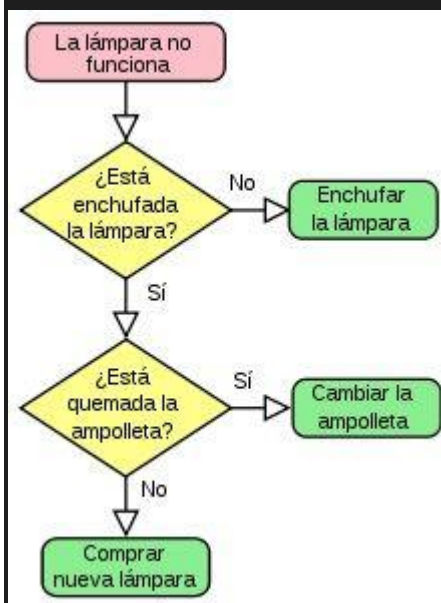 La lámpara no
funciona
¿Está
enchufada
la lámpara?
No
Enchufar
la lámpara
Sí
¿Está
quemada la
ampolleta?
Sí
Cambiar la
ampolleta
No
Comprar
nueva lámpara